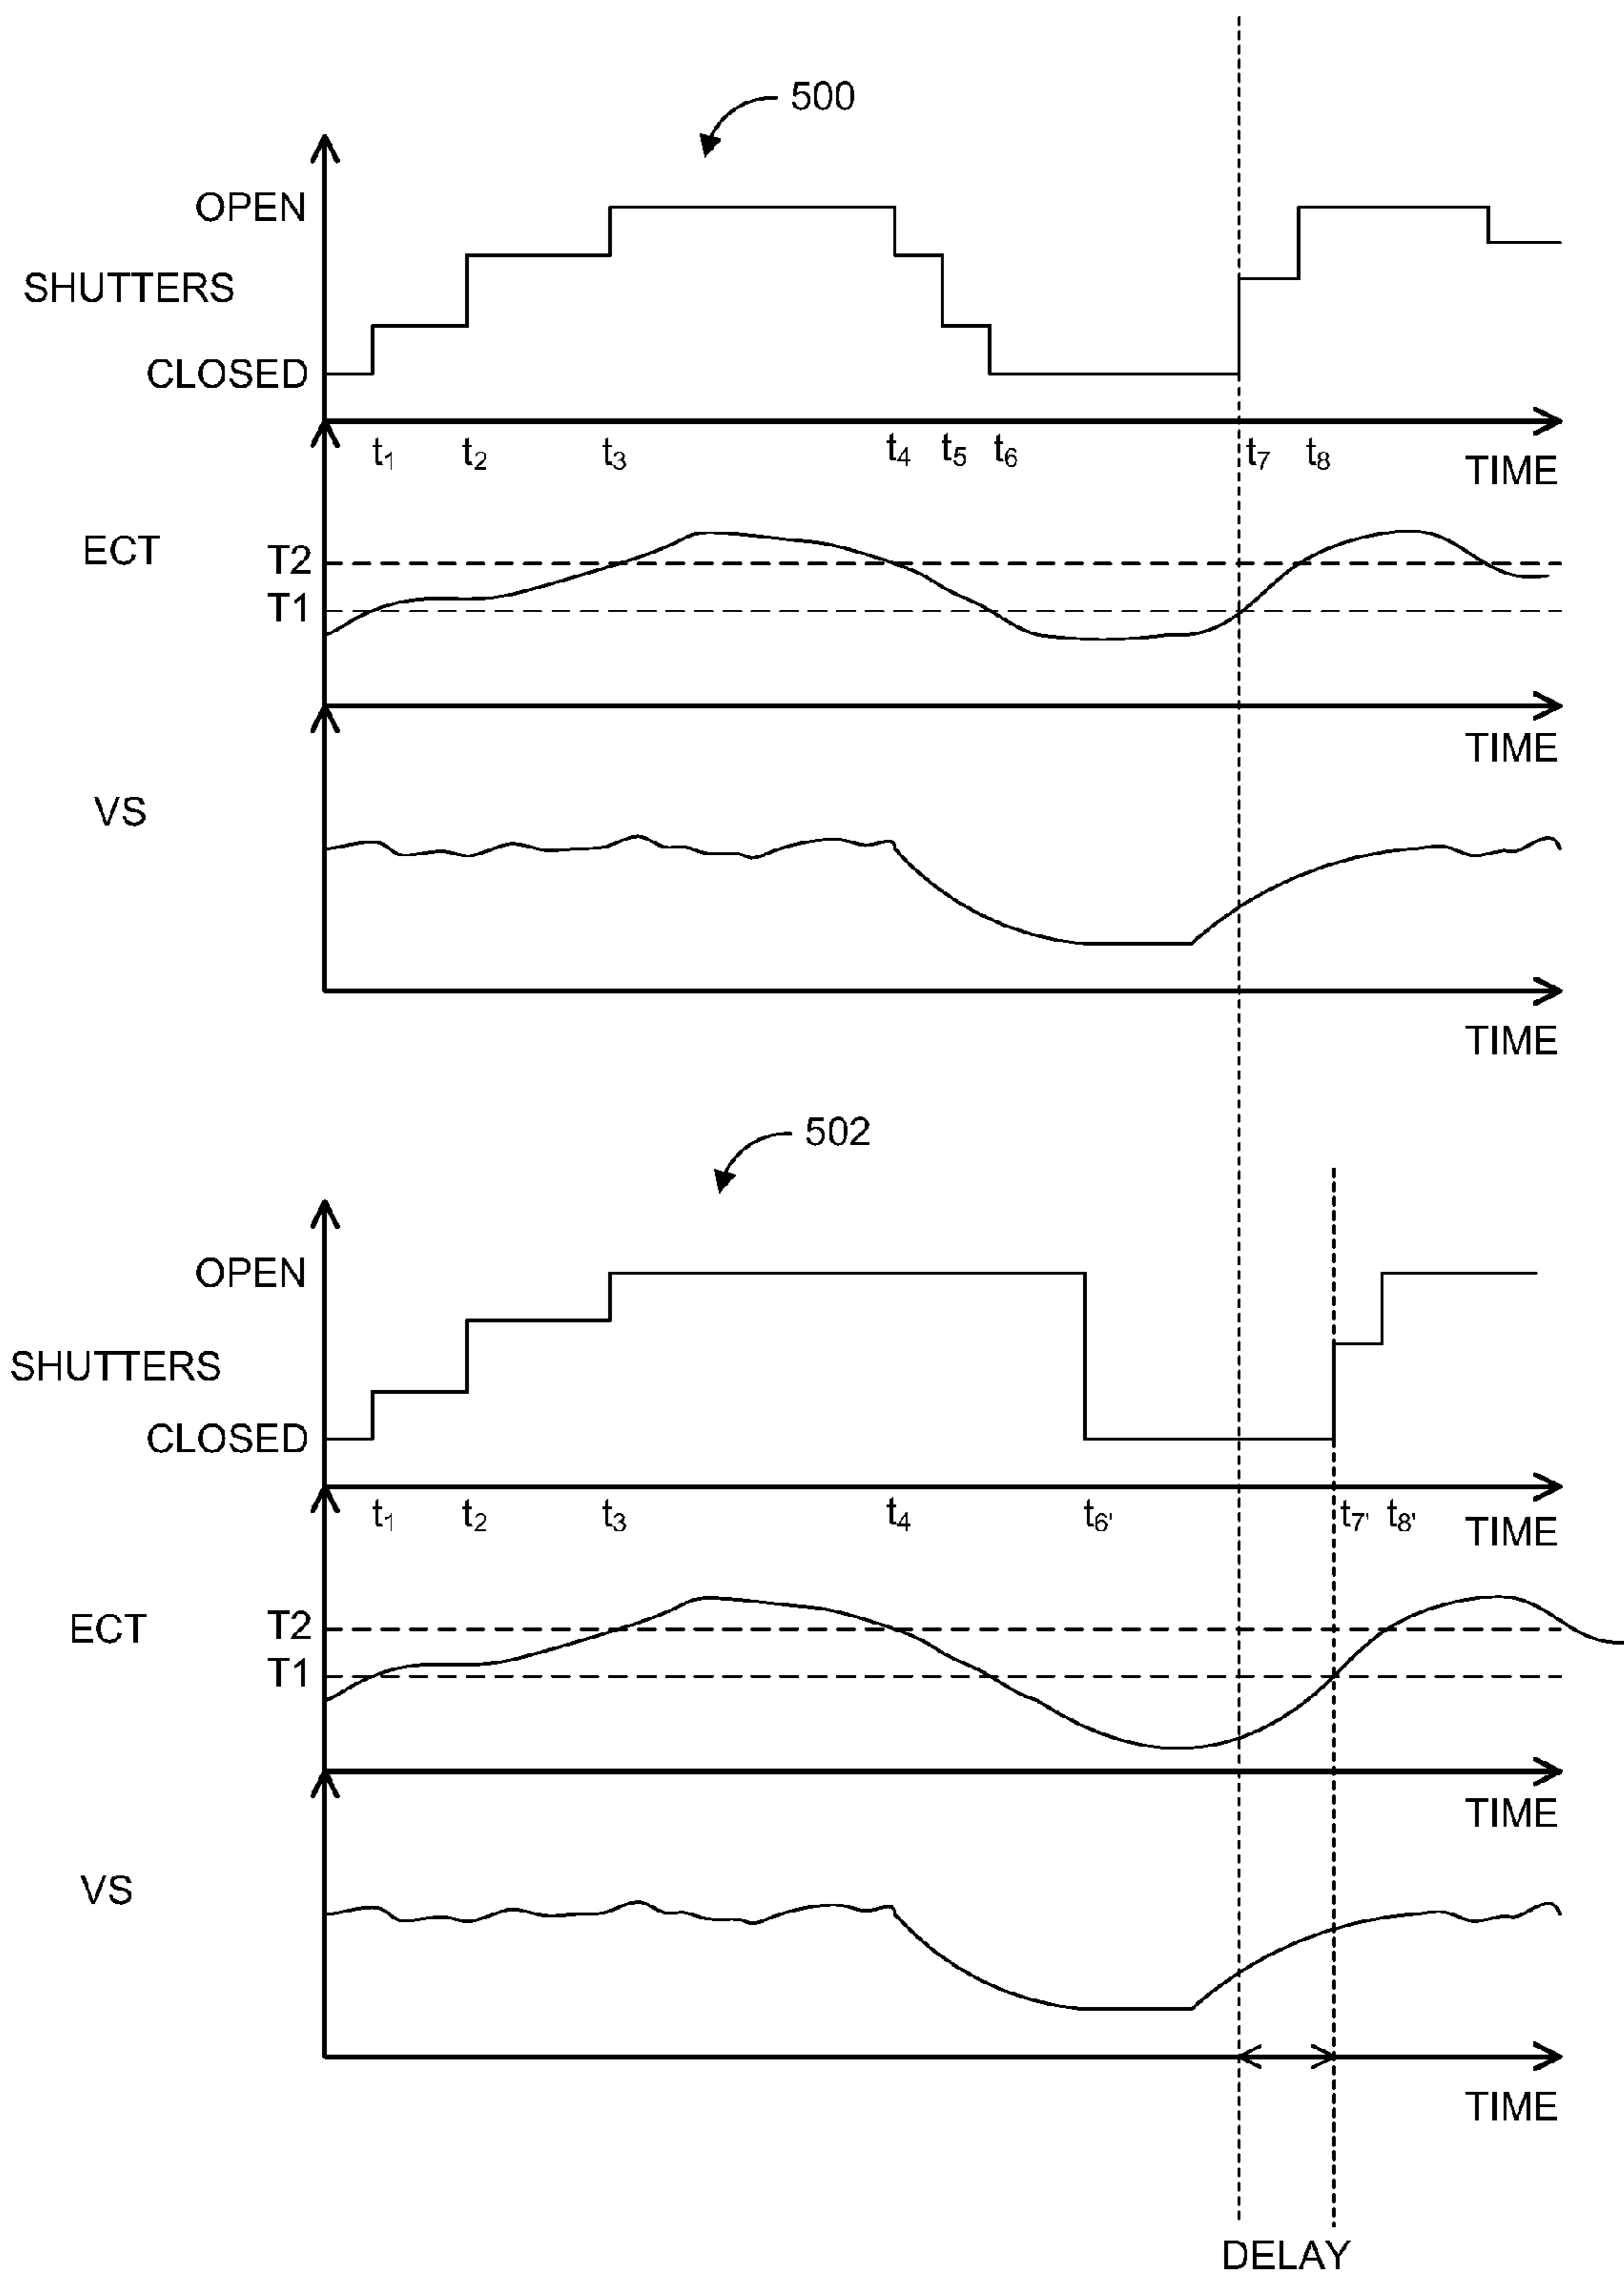 500
OPEN
SHUTTERS
CLOSED
t1 t2 t3 t4 t5 t6 t7 t8
TIME
ECT
T2
T1
TIME
VS
TIME
502
OPEN
SHUTTERS
CLOSED
t1 t2 t3 t4 t6' t7' t8'
TIME
ECT
T2
T1
TIME
VS
TIME
DELAY